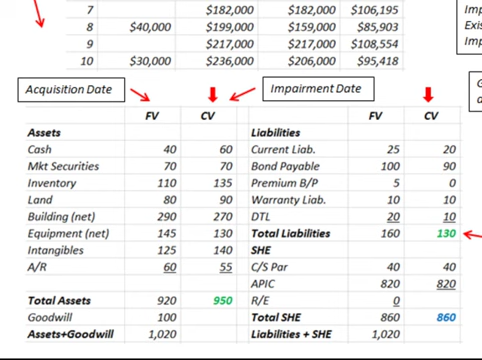 7 $182,000 $182,000 $106,195
8 $40,000 $199,000 $159,000 $85,903
9 $217,000 $217,000 $108,554
10 $30,000 $236,000 $206,000 $95,418
Imp
Exis
Imp
G
a
Acquisition Date Impairment Date
FV CV FV CV
Assets Liabilities
Cash 40 60 Current Liab. 25 20
Mkt Securities 70 70 Bond Payable 100 90
Inventory 110 135 Premium B/P 5 0
Land 80 90 Warranty Liab. 10 10
Building (net) 290 270 DTL 20 10
Equipment (net) 145 130 Total Liabilities 160 130
Intangibles 125 140 SHE
A/R 60 55 C/S Par 40 40
APIC 820 820
Total Assets 920 950 R/E 0
Goodwill 100 Total SHE 860 860
Assets+Goodwill 1,020 Liabilities + SHE 1,020